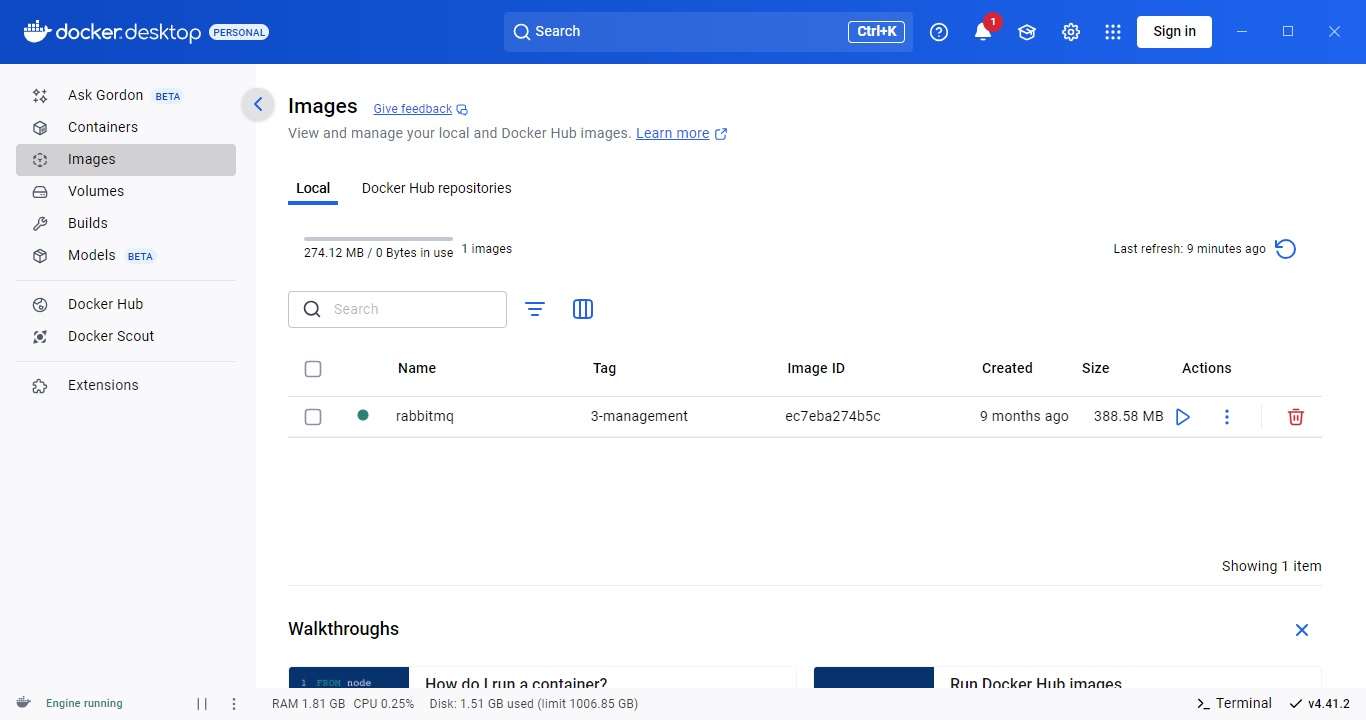 docker.desktop PERSONAL
Search Ctrl+K
1
Sign in
Ask Gordon BETA
Containers
Images
Volumes
Builds
Models BETA
Docker Hub
Docker Scout
Extensions
Images Give feedback
View and manage your local and Docker Hub images. Learn more
Local Docker Hub repositories
274.12 MB / 0 Bytes in use 1 images
Last refresh: 9 minutes ago
Search
Name Tag Image ID Created Size Actions
rabbitmq 3-management ec7eba274b5c 9 months ago 388.58 MB
Showing 1 item
Walkthroughs
1 FROM node
How do I run a container?
Run Docker Hub images
Engine running
RAM 1.81 GB CPU 0.25% Disk: 1.51 GB used (limit 1006.85 GB)
Terminal v4.41.2